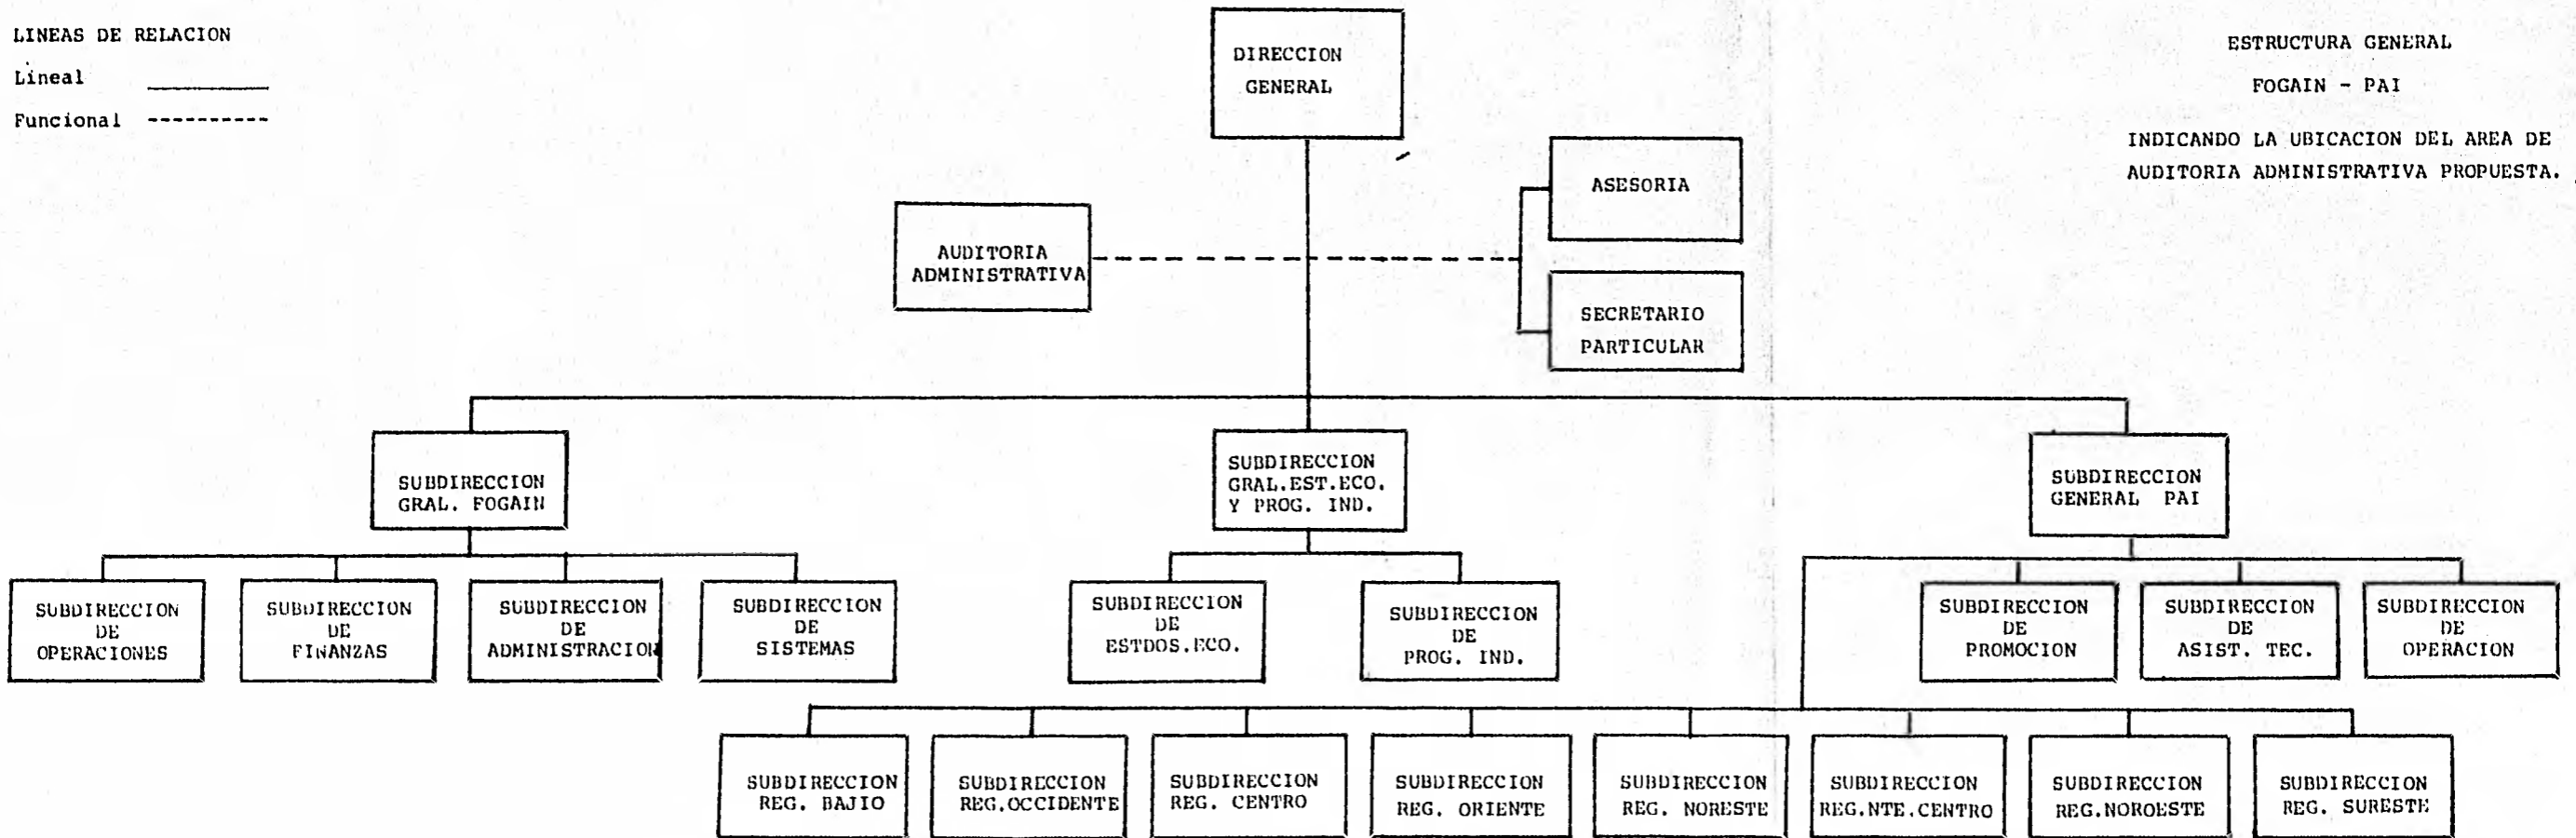 LINEAS DE RELACION
Lineal
Funcional
ESTRUCTURA GENERAL
FOGAIN - PAI
INDICANDO LA UBICACION DEL AREA DE
AUDITORIA ADMINISTRATIVA PROPUESTA.
DIRECCION
GENERAL
ASESORIA
AUDITORIA
ADMINISTRATIVA
SECRETARIO
PARTICULAR
SUBDIRECCION
GRAL. FOGAIN
SUBDIRECCION
GRAL.EST.ECO.
Y PROG. IND.
SUBDIRECCION
GENERAL PAI
SUBDIRECCION
DE
OPERACIONES
SUBDIRECCION
DE
FINANZAS
SUBDIRECCION
DE
ADMINISTRACION
SUBDIRECCION
DE
SISTEMAS
SUBDIRECCION
DE
ESTDOS.ECO.
SUBDIRECCION
DE
PROG. IND.
SUBDIRECCION
DE
PROMOCION
SUBDIRECCION
DE
ASIST. TEC.
SUBDIRECCION
DE
OPERACION
SUBDIRECCION
REG. BAJIO
SUBDIRECCION
REG.OCCIDENTE
SUBDIRECCION
REG. CENTRO
SUBDIRECCION
REG. ORIENTE
SUBDIRECCION
REG. NORESTE
SUBDIRECCION
REG.NTE.CENTRO
SUBDIRECCION
REG.NOROESTE
SUBDIRECCION
REG. SURESTE